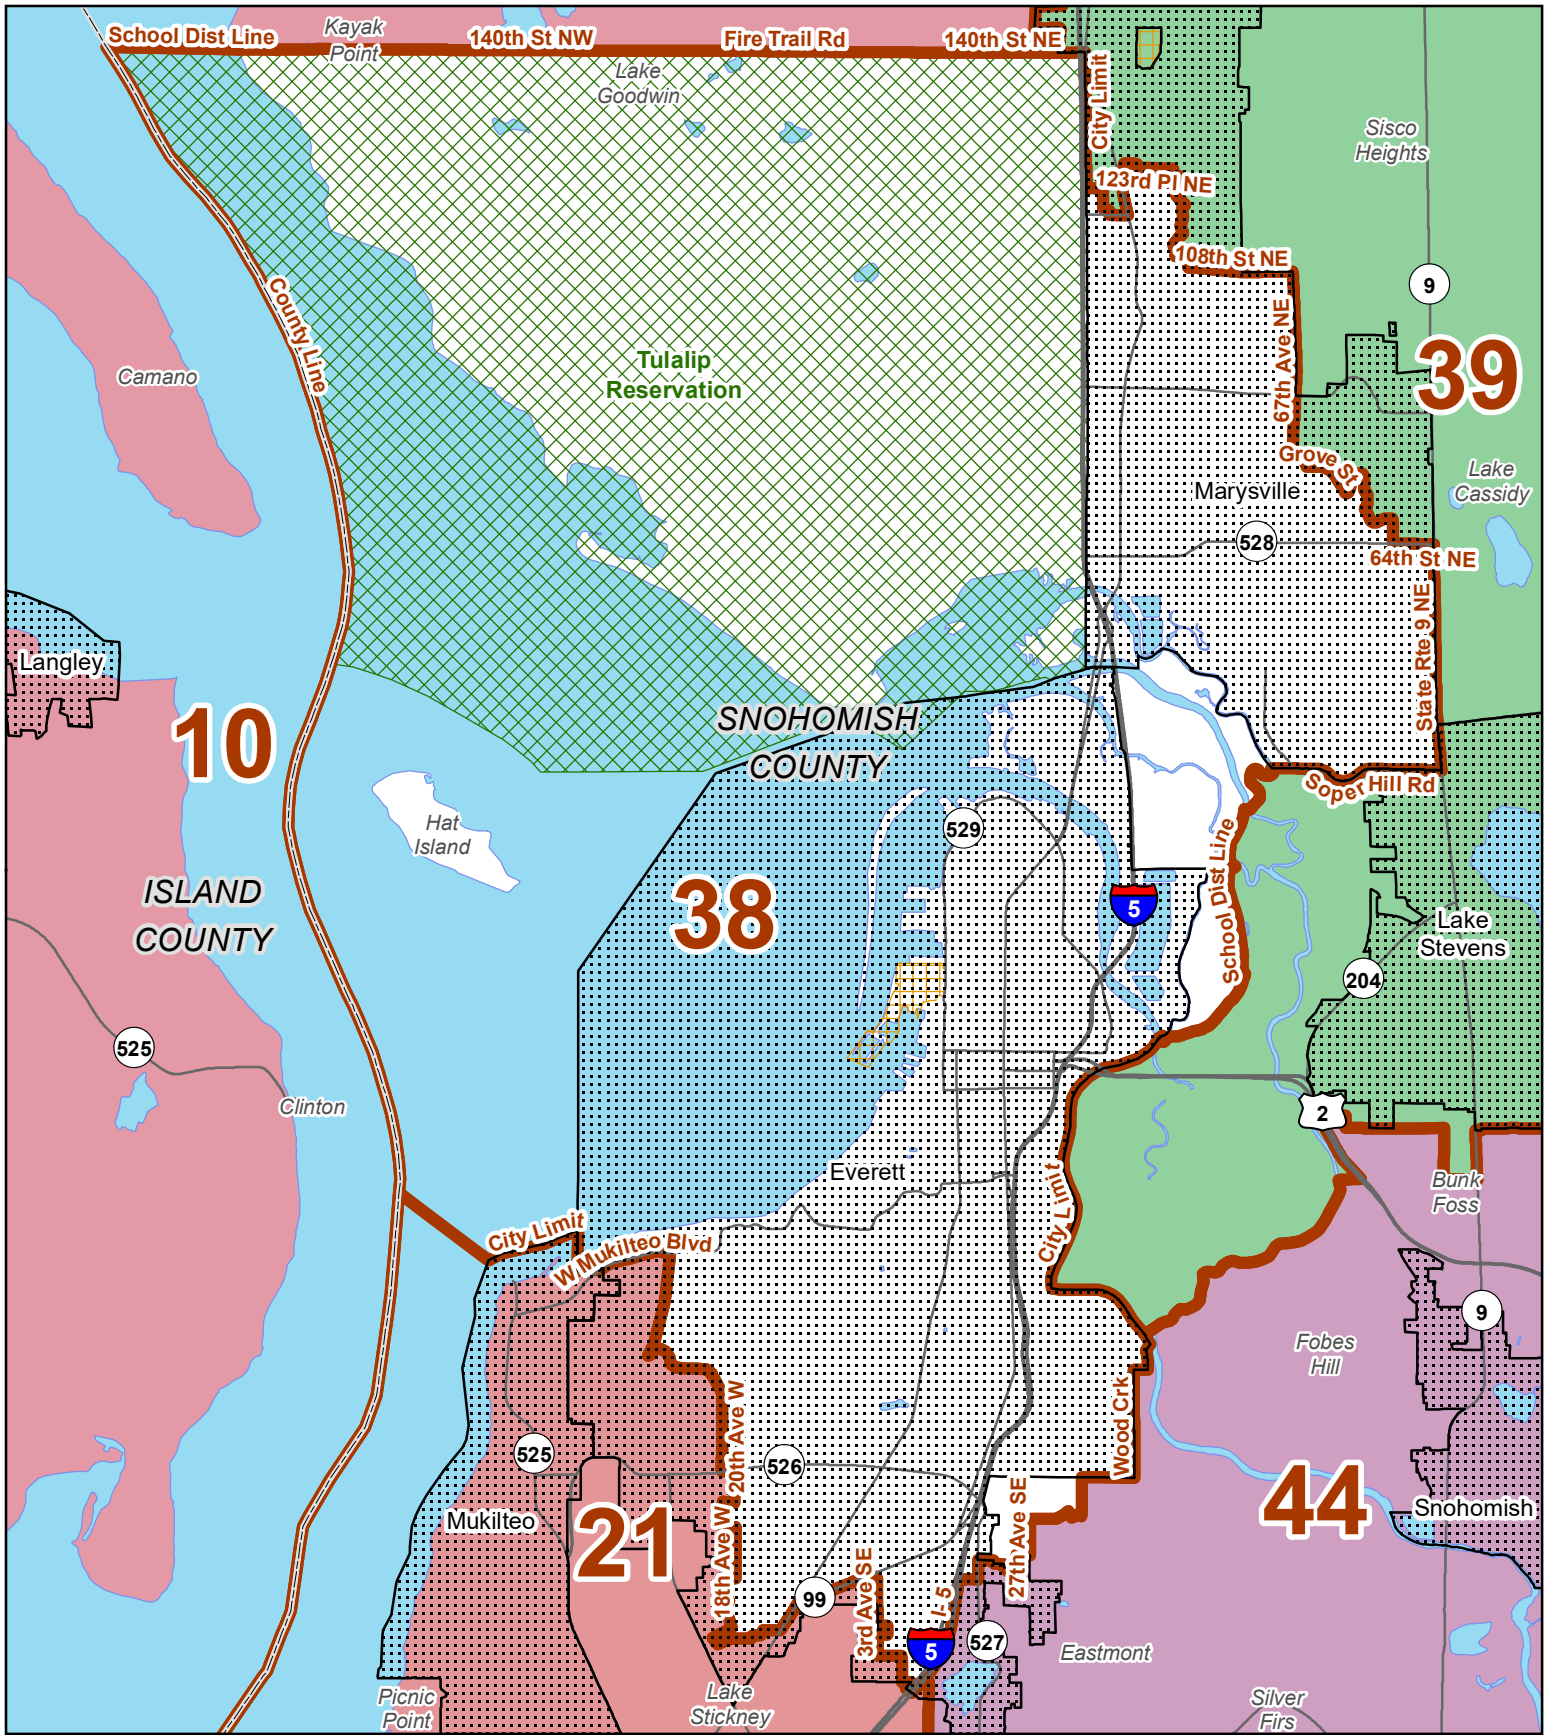 School Dist Line
Kayak
Point
140th St NW
Fire Trail Rd
140th St NE
Lake
Goodwin
City Limit
Sisco
Heights
123rd Pl NE
108th St NE
9
County Line
67th Ave NE
39
Camano
Tulalip
Reservation
Grove St
Lake
Cassidy
Marysville
528
64th St NE
State Rte 9 NE
Langley
10
SNOHOMISH
COUNTY
Soper Hill Rd
Hat
Island
529
School Dist Line
ISLAND
COUNTY
38
5
Lake
Stevens
204
525
Clinton
2
Everett
City Limit
Bunk
Foss
City Limit
W Mukilteo Blvd
9
Fobes
Hill
20th Ave W
Wood Crk
525
526
44
Mukilteo
21
18th Ave W
27th Ave SE
Snohomish
99
3rd Ave SE
I-5
5
527
Eastmont
Picnic
Point
Lake
Stickney
Silver
Firs